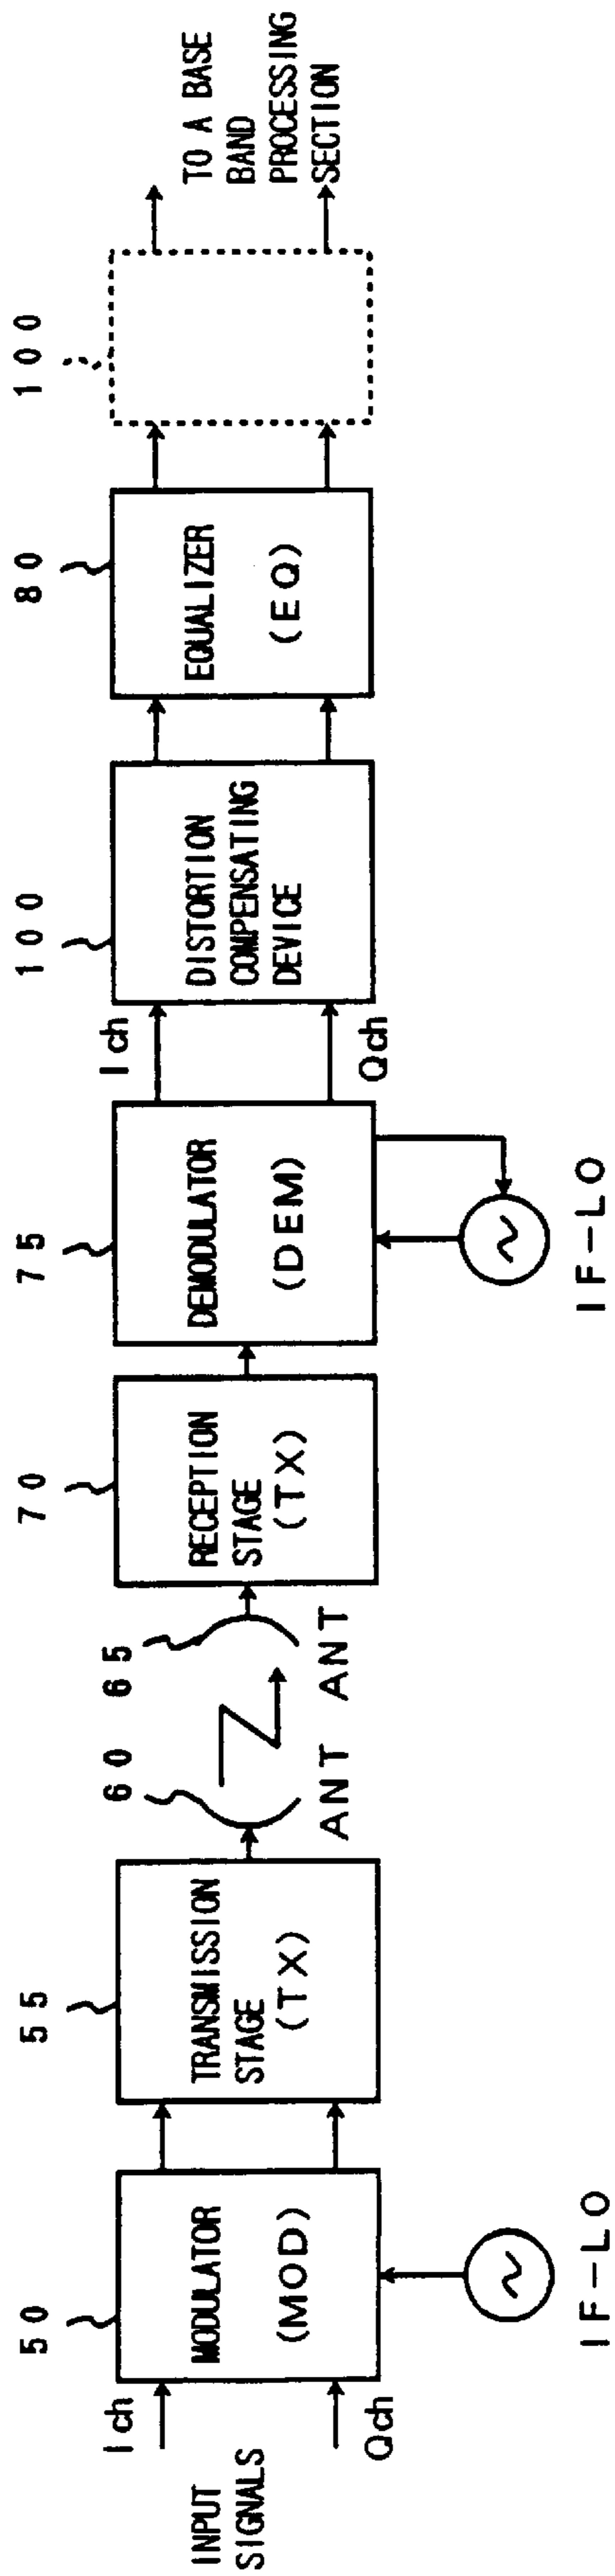 INPUT
SIGNALS
Ich
Qch
50
MODULATOR
(MOD)
IF-LO
55
TRANSMISSION
STAGE
(TX)
60
ANT
65
ANT
70
RECEPTION
STAGE
(TX)
75
DEMODULATOR
(DEM)
IF-LO
Ich
Qch
100
DISTORTION
COMPENSATING
DEVICE
80
EQUALIZER
(EQ)
100
TO A BASE
BAND
PROCESSING
SECTION